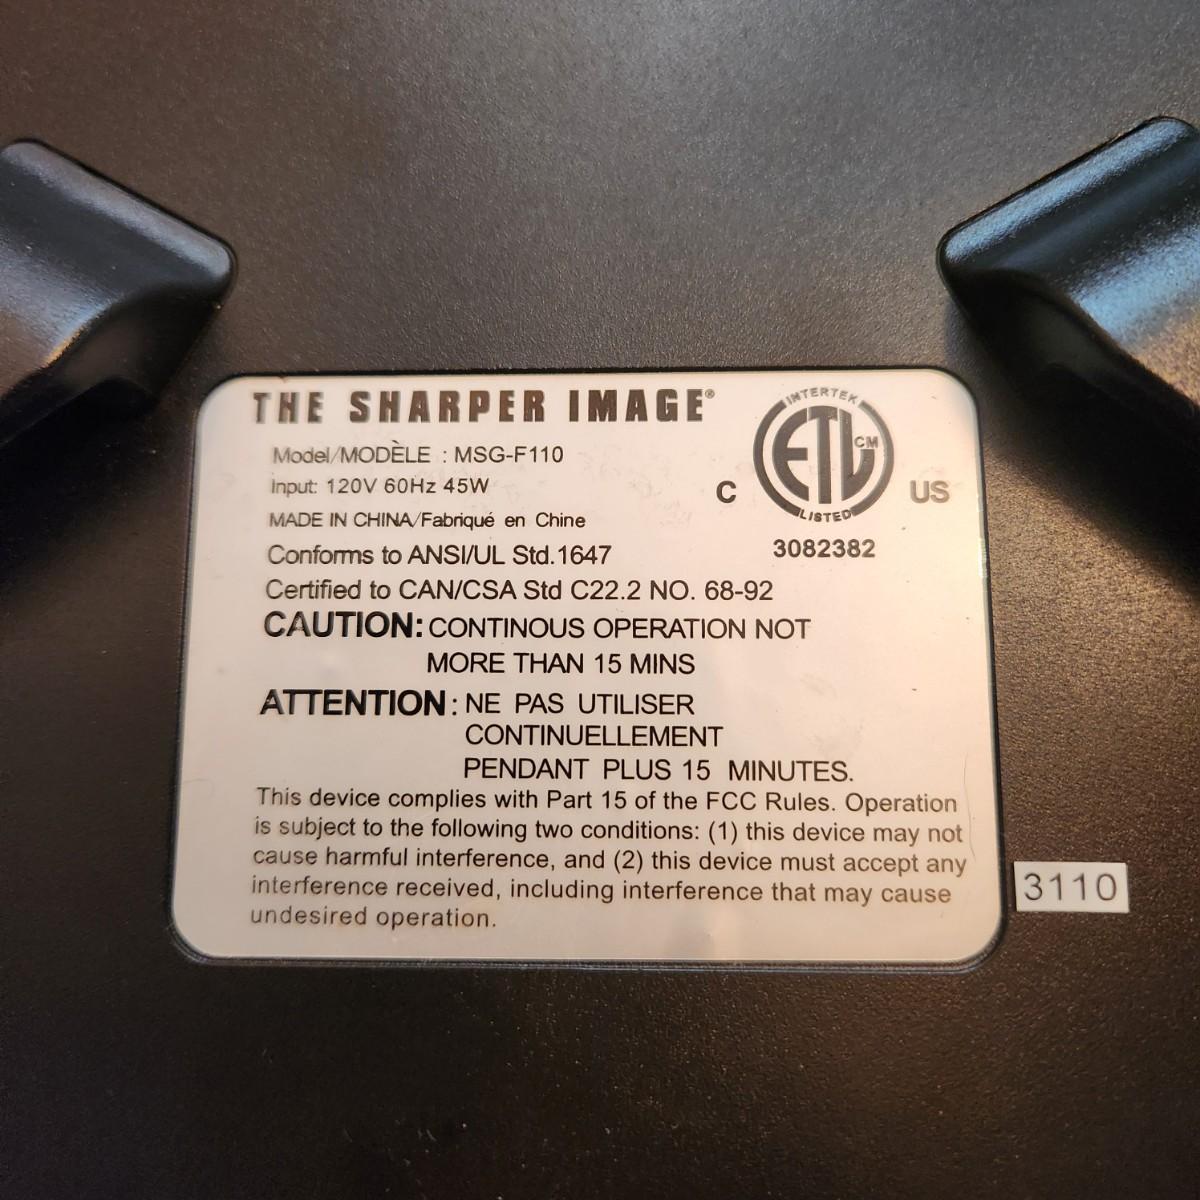 THE SHARPER IMAGE®
Model/MODÈLE : MSG-F110
Input: 120V 60Hz 45W
MADE IN CHINA/Fabriqué en Chine
Conforms to ANSI/UL Std.1647
Certified to CAN/CSA Std C22.2 NO. 68-92
INTERTEK
ETL CM
C US
LISTED
3082382
CAUTION: CONTINOUS OPERATION NOT
MORE THAN 15 MINS
ATTENTION: NE PAS UTILISER
CONTINUELLEMENT
PENDANT PLUS 15 MINUTES.
This device complies with Part 15 of the FCC Rules. Operation
is subject to the following two conditions: (1) this device may not
cause harmful interference, and (2) this device must accept any
interference received, including interference that may cause
undesired operation.
3110